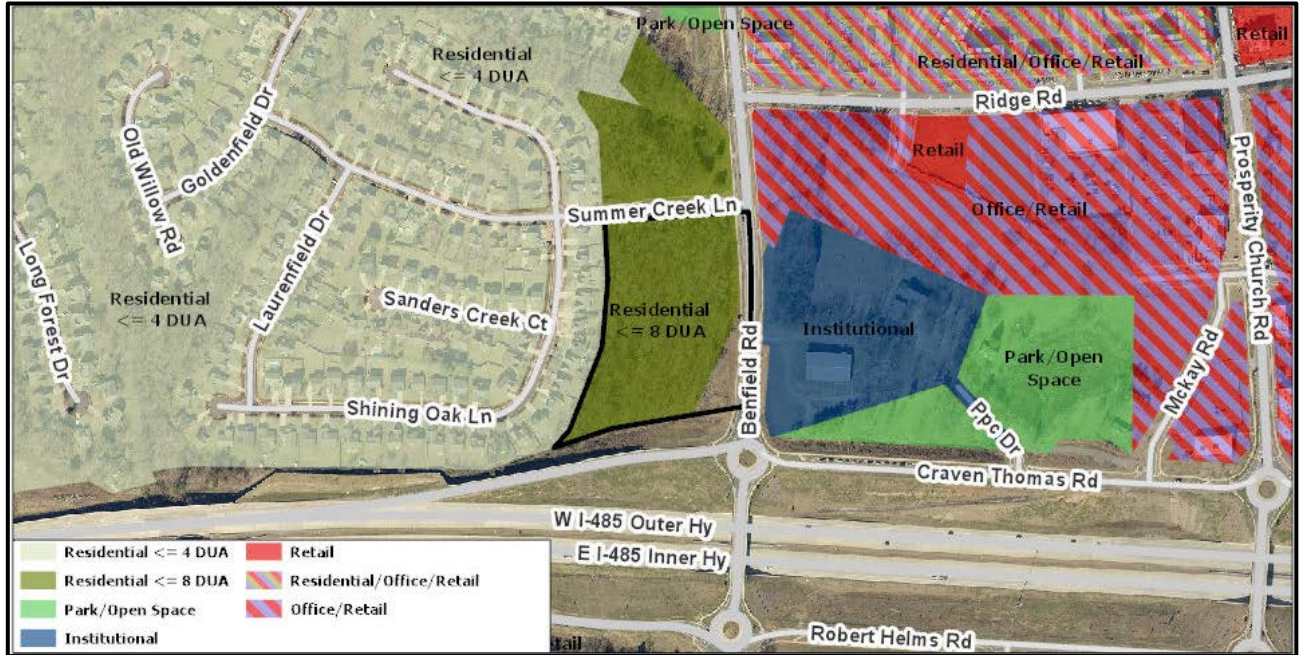 Park/Open Space
Residential
<= 4 DUA
Residential/Office/Retail
Retail
Ridge Rd
Old Willow Rd
Goldenfield Dr
Retail
Office/Retail
Prosperity Church Rd
Summer Creek Ln
Long Forest Dr
Residential
<= 4 DUA
Laurenfield Dr
Sanders Creek Ct
Residential
<= 8 DUA
Benfield Rd
Institutional
Park/Open
Space
Mckay Rd
Shining Oak Ln
Ppc Dr
Craven Thomas Rd
W I-485 Outer Hy
E I-485 Inner Hy
Robert Helms Rd
Residential <= 4 DUA
Residential <= 8 DUA
Park/Open Space
Institutional
Retail
Residential/Office/Retail
Office/Retail